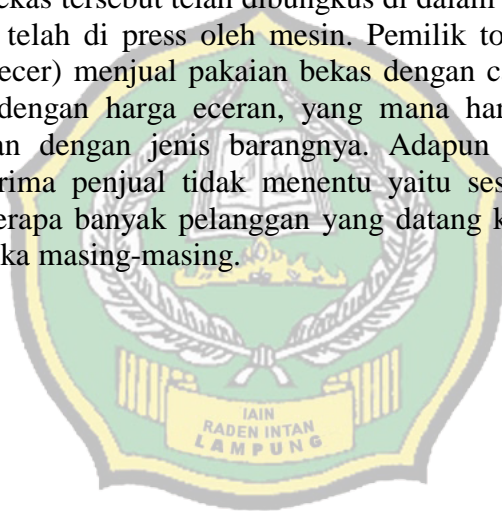 ekas tersebut telah dibungkus di dalam
telah di press oleh mesin. Pemilik to
ecer) menjual pakaian bekas dengan c
dengan harga eceran, yang mana har
an dengan jenis barangnya. Adapun
rima penjual tidak menentu yaitu ses
erapa banyak pelanggan yang datang k
ka masing-masing.
IAIN
RADEN INTAN
LAMPUNG